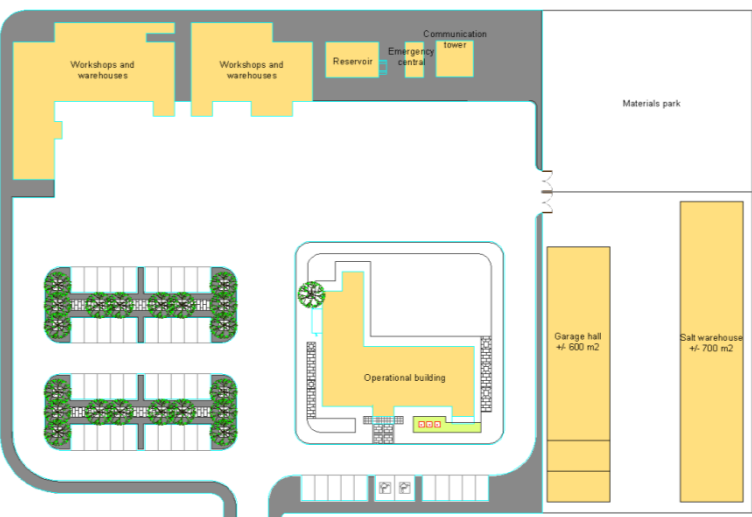 Communication
tower
Emergency
central
Reservoir
Workshops and
warehouses
Workshops and
warehouses
Materials park
Garage hall
+/- 600 m2
Salt warehouse
+/- 700 m2
Operational building